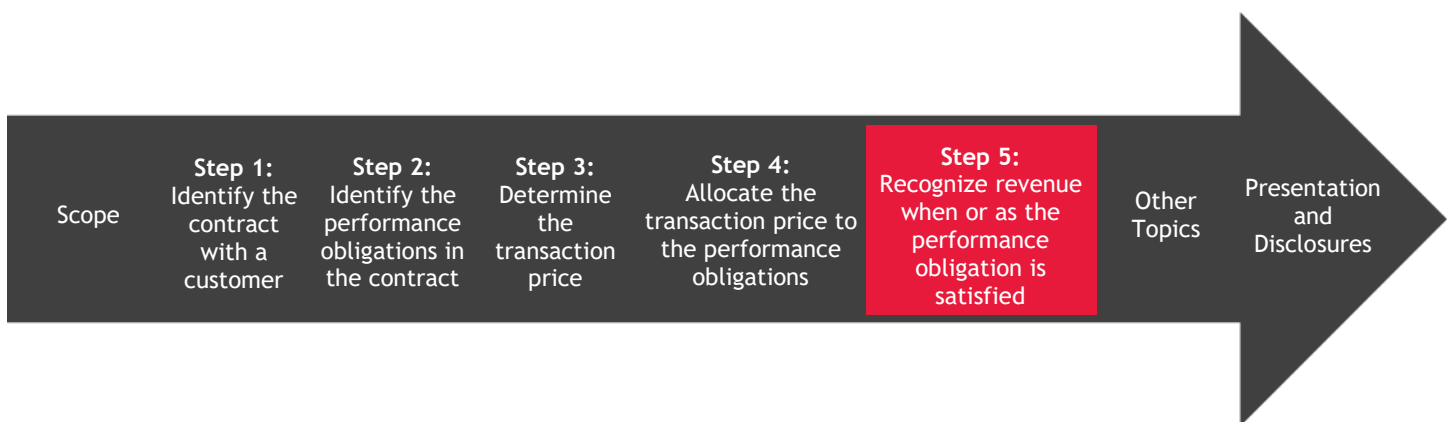 Scope
Step 1:
Identify the
contract
with a
customer
Step 2:
Identify the
performance
obligations in
the contract
Step 3:
Determine
the
transaction
price
Step 4:
Allocate the
transaction price to
the performance
obligations
Step 5:
Recognize revenue
when or as the
performance
obligation is
satisfied
Other
Topics
Presentation
and
Disclosures